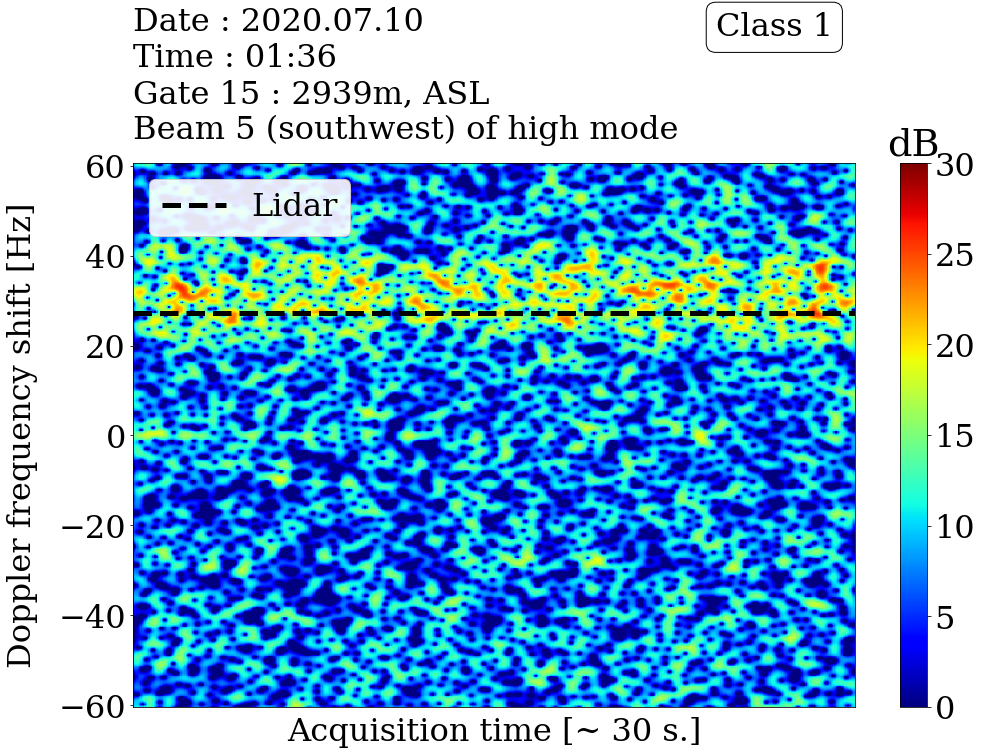 Date : 2020.07.10
Time : 01:36
Gate 15 : 2939m, ASL
Beam 5 (southwest) of high mode
Class 1
dB
Lidar
60
40
20
0
−20
−40
−60
Doppler frequency shift [Hz]
Acquisition time [~ 30 s.]
30
25
20
15
10
5
0